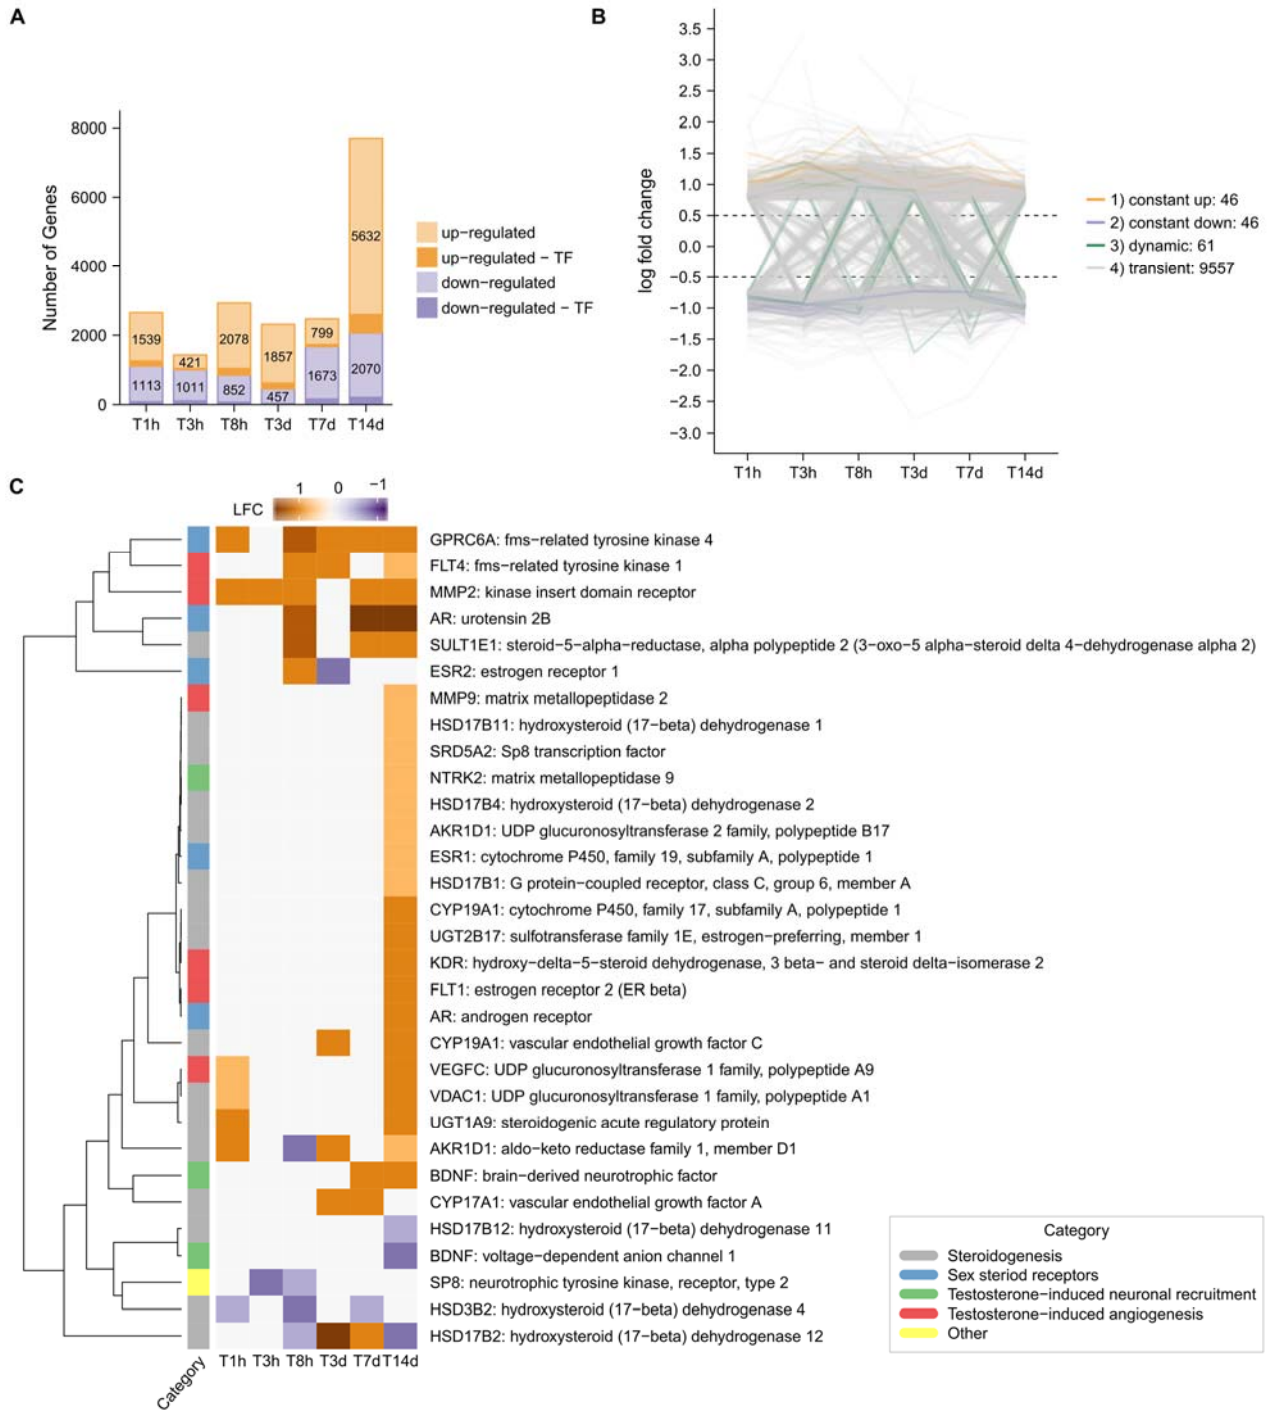 A
Number of Genes
8000
6000
4000
2000
0
1539
1113
421
1011
2078
852
1857
457
799
1673
5632
2070
T1h T3h T8h T3d T7d T14d
up-regulated
up-regulated - TF
down-regulated
down-regulated - TF
B
log fold change
3.5
3.0
2.5
2.0
1.5
1.0
0.5
0.0
-0.5
-1.0
-1.5
-2.0
-2.5
-3.0
T1h T3h T8h T3d T7d T14d
1) constant up: 46
2) constant down: 46
3) dynamic: 61
4) transient: 9557
C
LFC 1 0 -1
GPRC6A: fms-related tyrosine kinase 4
FLT4: fms-related tyrosine kinase 1
MMP2: kinase insert domain receptor
AR: urotensin 2B
SULT1E1: steroid-5-alpha-reductase, alpha polypeptide 2 (3-oxo-5 alpha-steroid delta 4-dehydrogenase alpha 2)
ESR2: estrogen receptor 1
MMP9: matrix metallopeptidase 2
HSD17B11: hydroxysteroid (17-beta) dehydrogenase 1
SRD5A2: Sp8 transcription factor
NTRK2: matrix metallopeptidase 9
HSD17B4: hydroxysteroid (17-beta) dehydrogenase 2
AKR1D1: UDP glucuronosyltransferase 2 family, polypeptide B17
ESR1: cytochrome P450, family 19, subfamily A, polypeptide 1
HSD17B1: G protein-coupled receptor, class C, group 6, member A
CYP19A1: cytochrome P450, family 17, subfamily A, polypeptide 1
UGT2B17: sulfotransferase family 1E, estrogen-preferring, member 1
KDR: hydroxy-delta-5-steroid dehydrogenase, 3 beta- and steroid delta-isomerase 2
FLT1: estrogen receptor 2 (ER beta)
AR: androgen receptor
CYP19A1: vascular endothelial growth factor C
VEGFC: UDP glucuronosyltransferase 1 family, polypeptide A9
VDAC1: UDP glucuronosyltransferase 1 family, polypeptide A1
UGT1A9: steroidogenic acute regulatory protein
AKR1D1: aldo-keto reductase family 1, member D1
BDNF: brain-derived neurotrophic factor
CYP17A1: vascular endothelial growth factor A
HSD17B12: hydroxysteroid (17-beta) dehydrogenase 11
BDNF: voltage-dependent anion channel 1
SP8: neurotrophic tyrosine kinase, receptor, type 2
HSD3B2: hydroxysteroid (17-beta) dehydrogenase 4
HSD17B2: hydroxysteroid (17-beta) dehydrogenase 12
Category
T1h T3h T8h T3d T7d T14d
Category
Steroidogenesis
Sex steriod receptors
Testosterone-induced neuronal recruitment
Testosterone-induced angiogenesis
Other